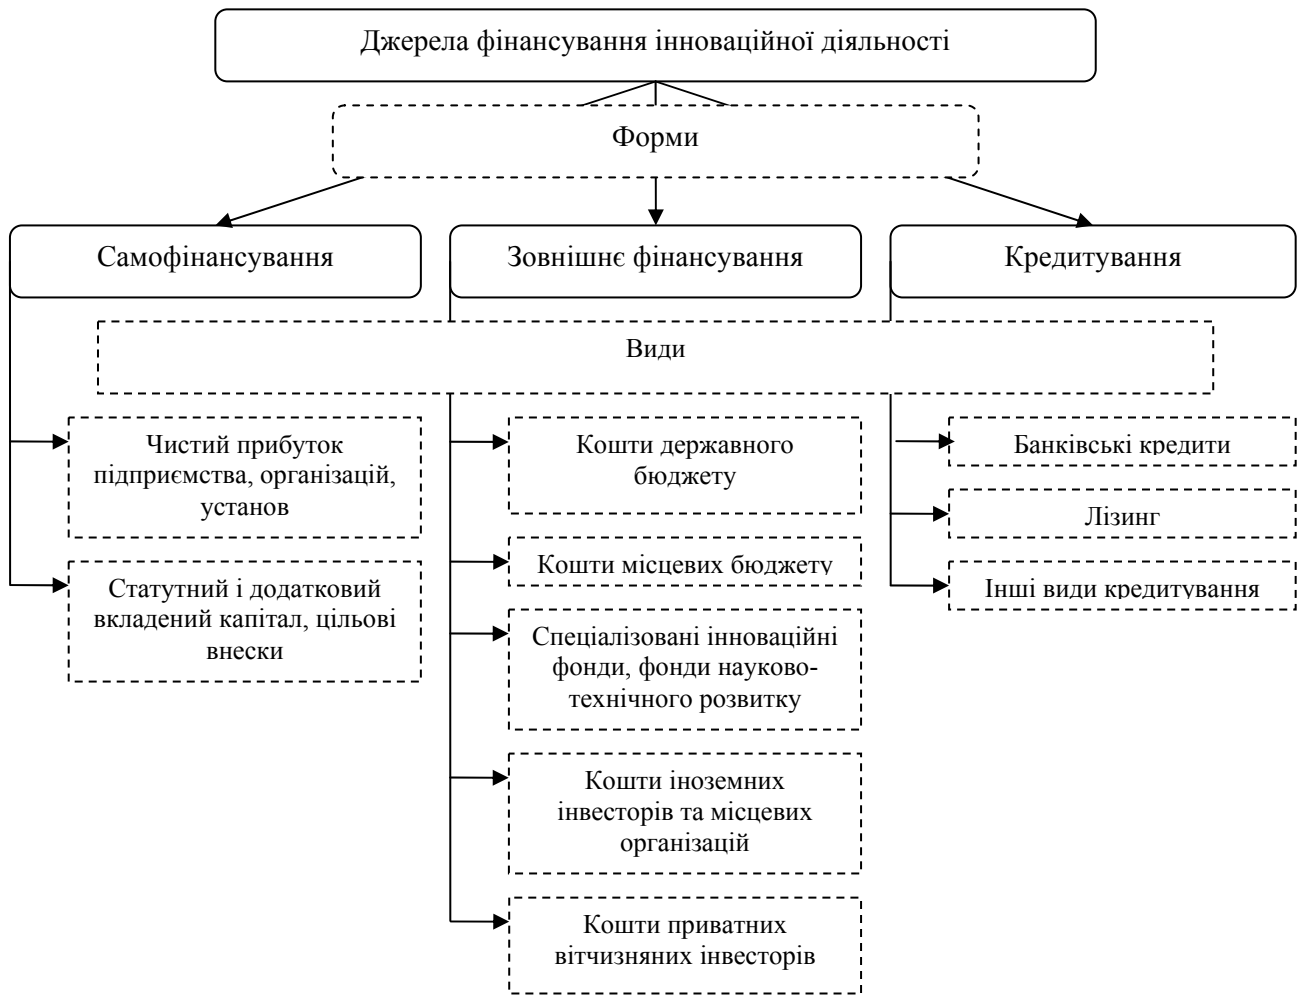 Джерела фінансування інноваційної діяльності
Форми
Самофінансування
Зовнішнє фінансування
Кредитування
Види
Чистий прибуток
підприємства, організацій,
установ
Статутний і додатковий
вкладений капітал, цільові
внески
Кошти державного
бюджету
Кошти місцевих бюджету
Спеціалізовані інноваційні
фонди, фонди науково-
технічного розвитку
Кошти іноземних
інвесторів та місцевих
організацій
Кошти приватних
вітчизняних інвесторів
Банківські кредити
Лізинг
Інші види кредитування